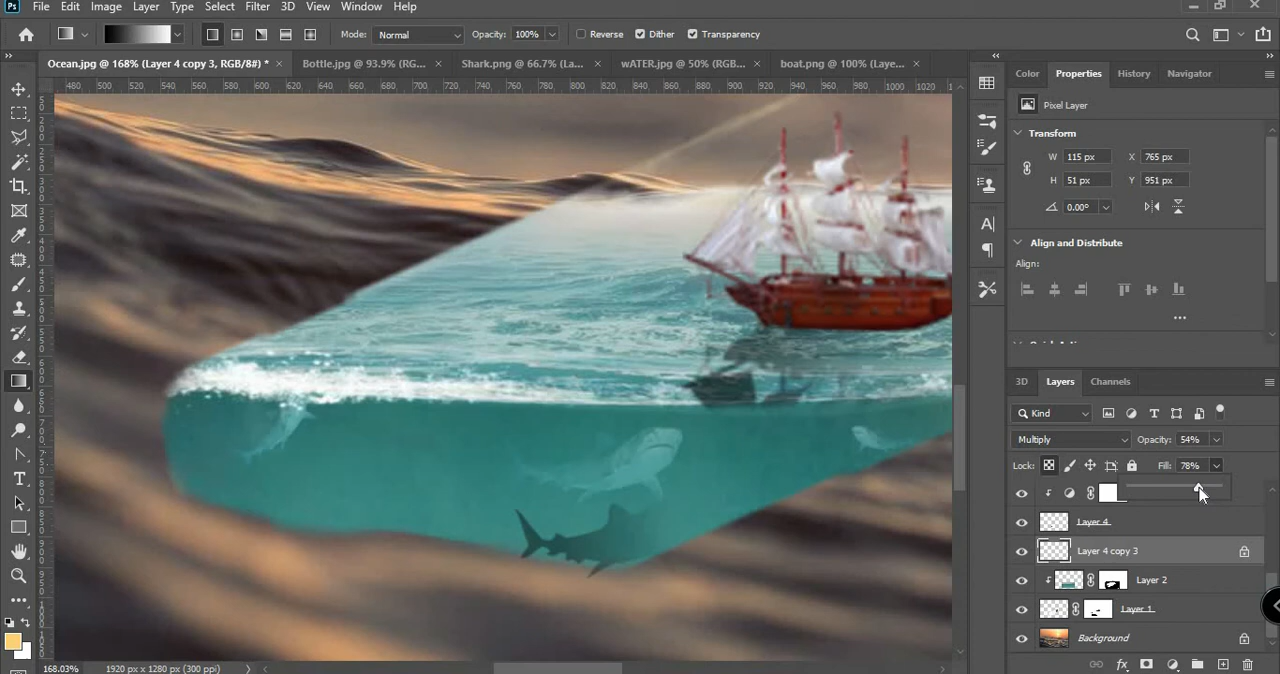 Ps File Edit Image Layer Type Select Filter 3D View Window Help
Mode: Normal Opacity: 100% Reverse Dither Transparency
Ocean.jpg @ 168% (Layer 4 copy 3, RGB/8#) * × Bottle.jpg @ 93.9% (RG... × Shark.png @ 66.7% (La... × wATER.jpg @ 50% (RGB... × boat.png @ 100% (Laye... ×
480 500 520 540 560 580 600 620 640 660 680 700 720 740 760 780 800 820 840 860 880 900 920 940 960 980 1000 1020
Color Properties History Navigator
Pixel Layer
Transform
W 115 px X 765 px
H 51 px Y 951 px
0.00°
Align and Distribute
Align:
3D Layers Channels
Kind
Multiply Opacity: 54%
Lock: Fill: 78%
Layer 4
Layer 4 copy 3
Layer 2
Layer 1
Background
168.03% 1920 px x 1280 px (300 ppi)